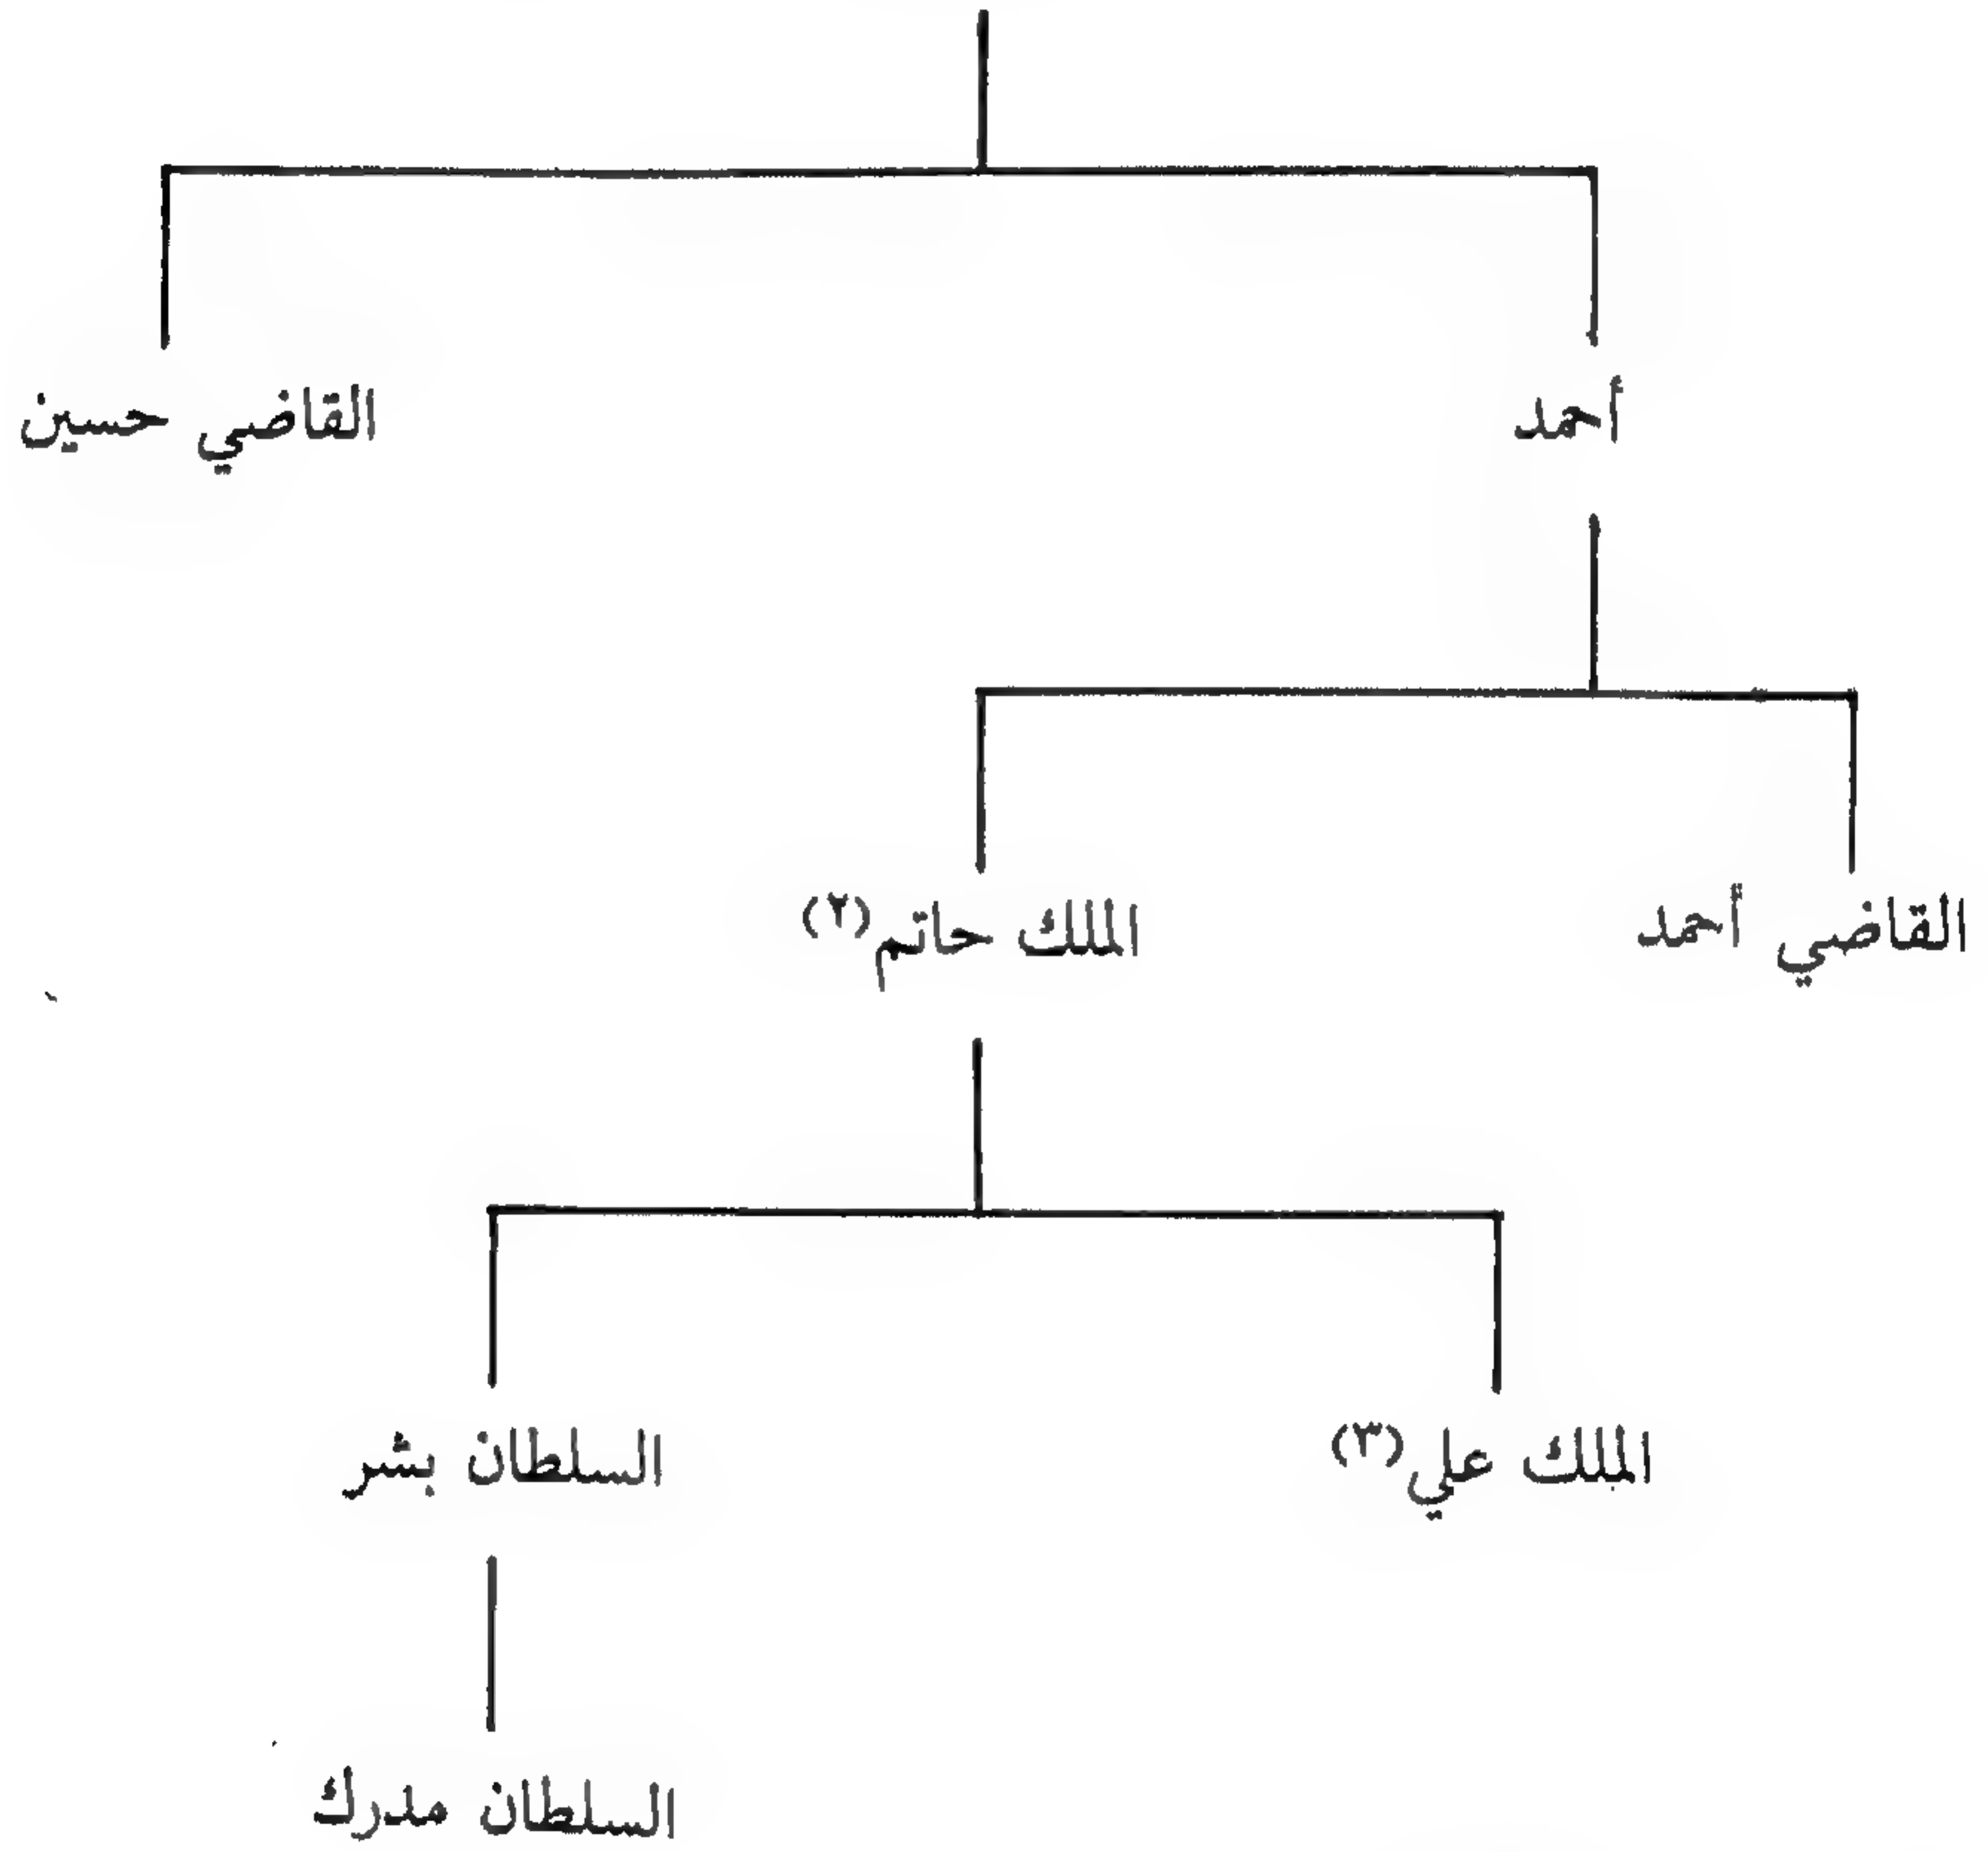 أحمد
القاضي حسين
القاضي أحمد
الملك حاتم(٢)
الملك علي(٣)
السلطان بشر
السلطان مدرك